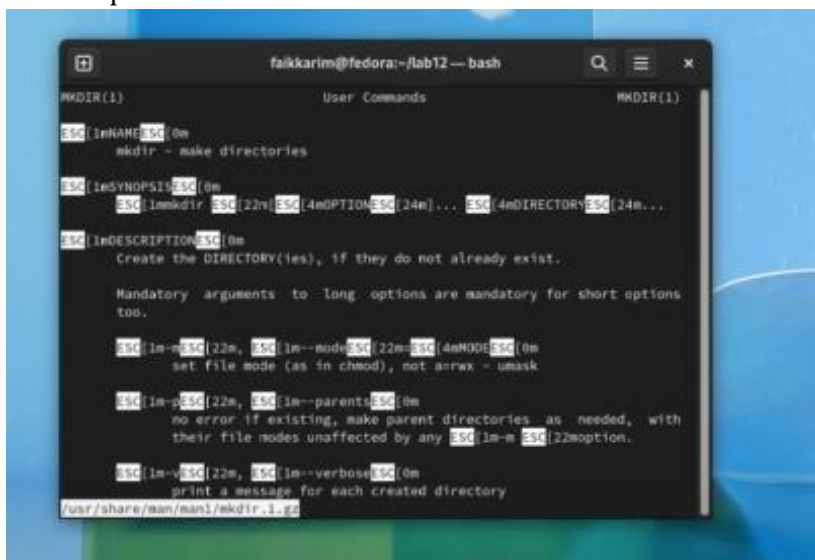 faikkarim@fedora:~/lab12 — bash
MKDIR(1) User Commands MKDIR(1)
ESC[1mNAMEESC[0m
mkdir - make directories
ESC[1mSYNOPSISESC[0m
ESC[1mmkdir ESC[22m[ESC[4mOPTIONESC[24m]... ESC[4mDIRECTORYESC[24m...
ESC[1mDESCRIPTIONESC[0m
Create the DIRECTORY(ies), if they do not already exist.
Mandatory arguments to long options are mandatory for short options
too.
ESC[1m-mESC[22m, ESC[1m--modeESC[22m=ESC[4mMODEESC[0m
set file mode (as in chmod), not a=rwx - umask
ESC[1m-pESC[22m, ESC[1m--parentsESC[0m
no error if existing, make parent directories as needed, with
their file modes unaffected by any ESC[1m-m ESC[22moption.
ESC[1m-vESC[22m, ESC[1m--verboseESC[0m
print a message for each created directory
/usr/share/man/man1/mkdir.1.gz